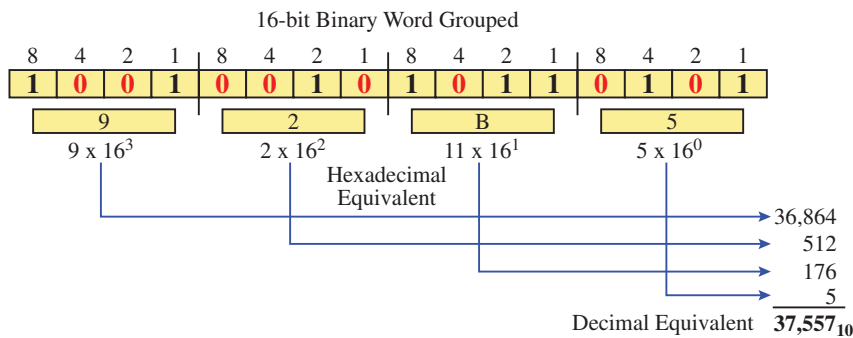 16-bit Binary Word Grouped
8 4 2 1 8 4 2 1 8 4 2 1 8 4 2 1
1 0 0 1 0 0 1 0 1 0 1 1 0 1 0 1
9 2 B 5
9 x 16³ 2 x 16² 11 x 16¹ 5 x 16⁰
Hexadecimal
Equivalent
36,864
512
176
5
Decimal Equivalent 37,557₁₀